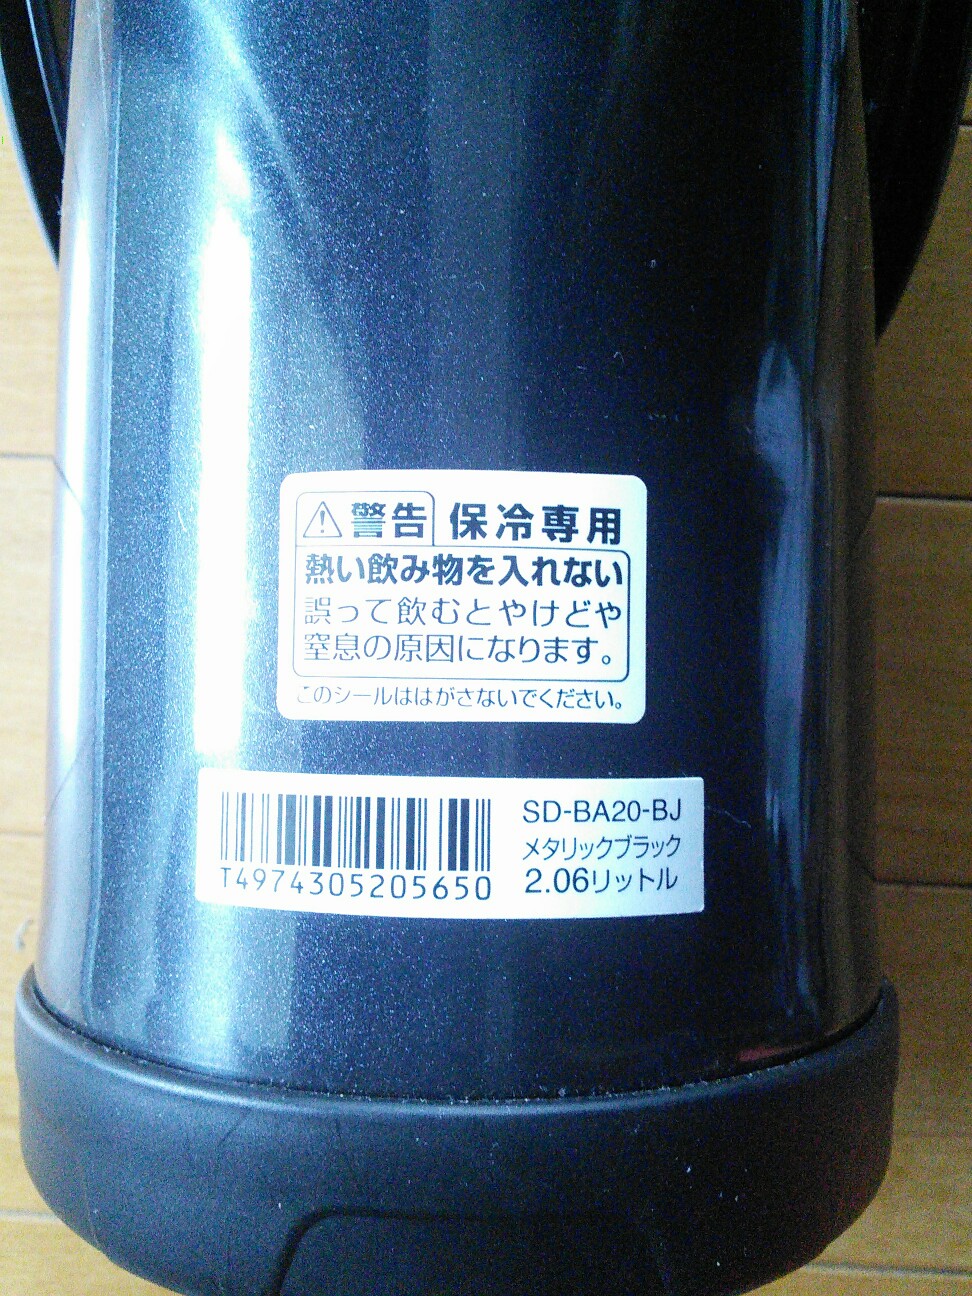 ⚠警告 保冷専用
熱い飲み物を入れない
誤って飲むとやけどや
窒息の原因になります。
このシールははがさないでください。
SD-BA20-BJ
メタリックブラック
2.06リットル
T4974305205650